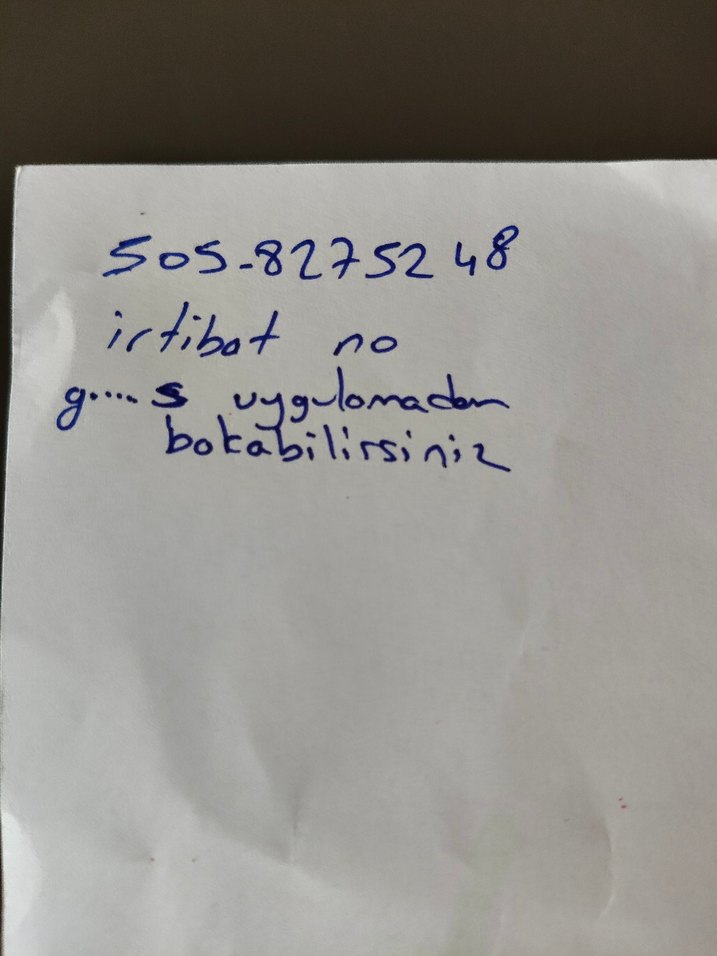 505-8275248
irtibat no
g.... s uygulamadan
bakabilirsiniz